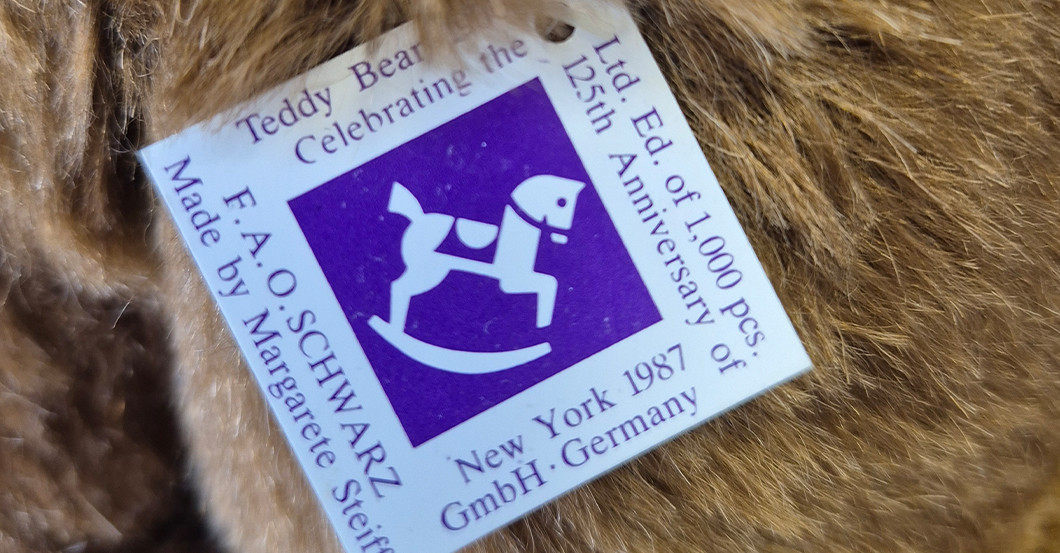 Teddy Bear
Ltd. Ed. of 1,000 pcs.
Celebrating the
125th Anniversary of
F.A.O.SCHWARZ
New York 1987
Made by Margarete Steiff
GmbH · Germany